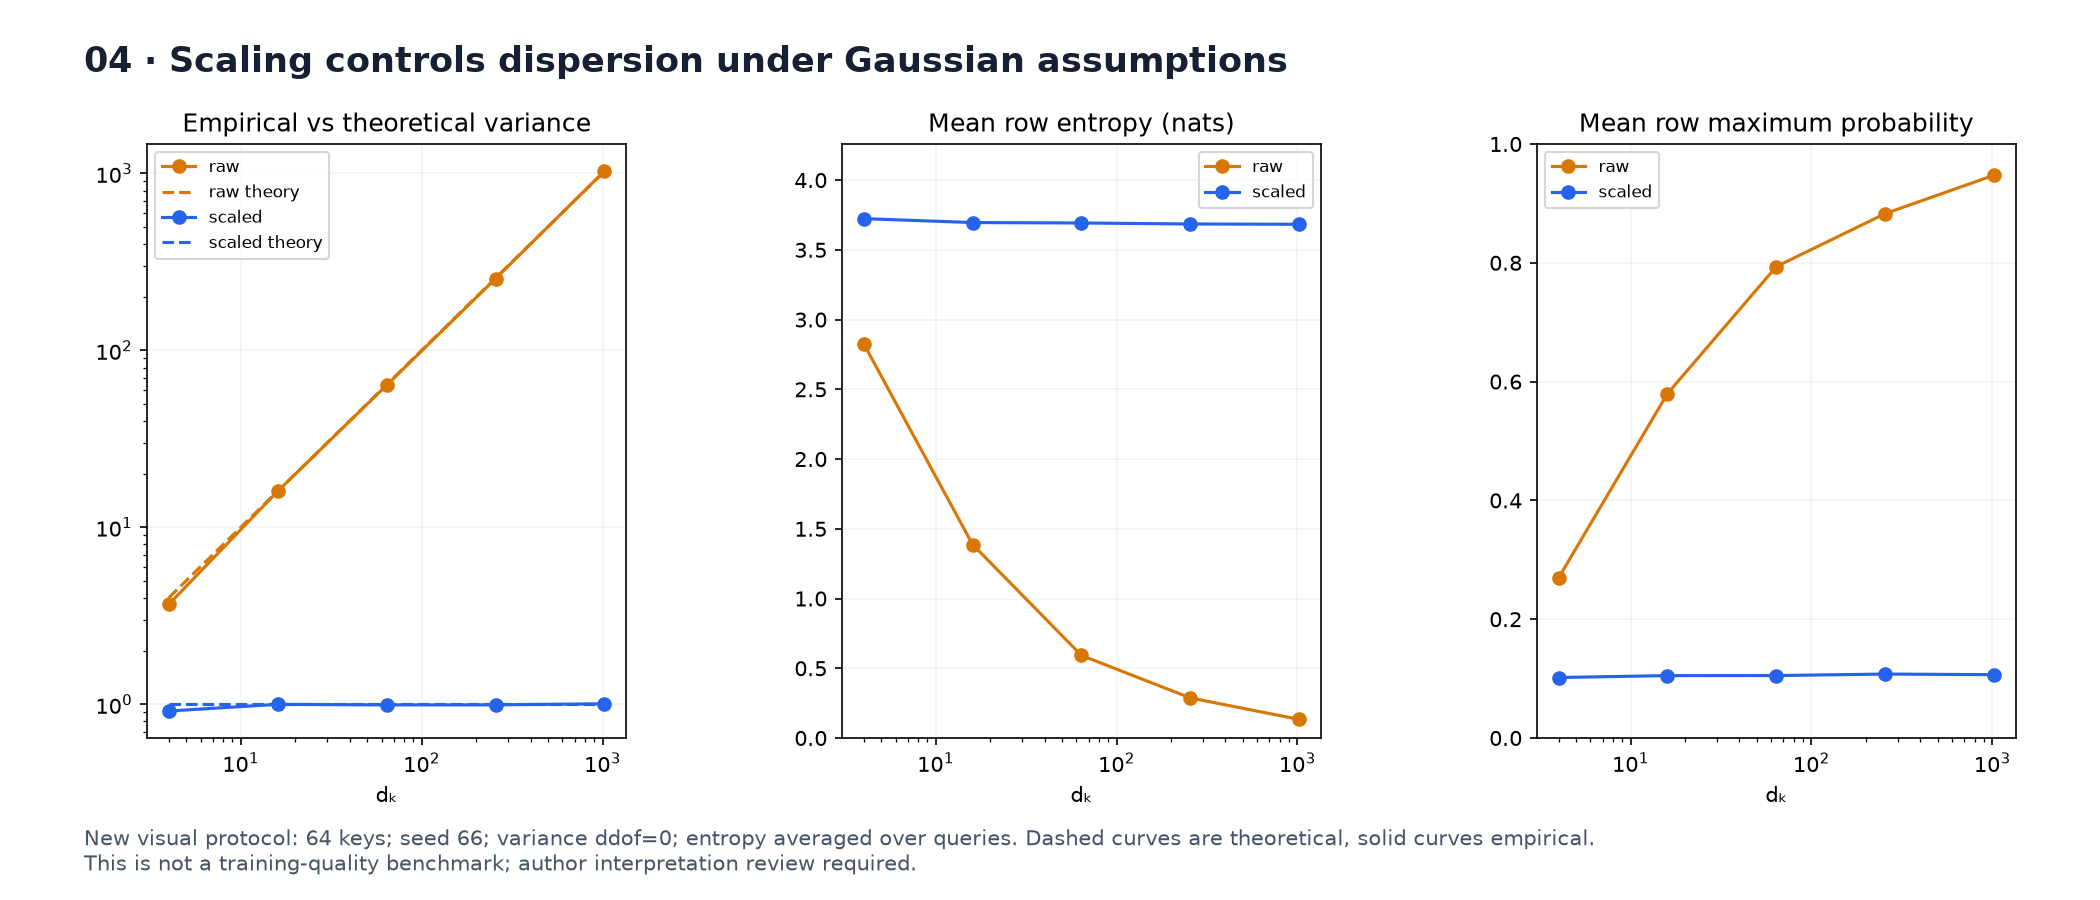 04 · Scaling controls dispersion under Gaussian assumptions
Empirical vs theoretical variance
raw
raw theory
scaled
scaled theory
10³
10²
10¹
10⁰
10¹ 10² 10³
dₖ
Mean row entropy (nats)
raw
scaled
4.0
3.5
3.0
2.5
2.0
1.5
1.0
0.5
0.0
10¹ 10² 10³
dₖ
Mean row maximum probability
raw
scaled
1.0
0.8
0.6
0.4
0.2
0.0
10¹ 10² 10³
dₖ
New visual protocol: 64 keys; seed 66; variance ddof=0; entropy averaged over queries. Dashed curves are theoretical, solid curves empirical.
This is not a training-quality benchmark; author interpretation review required.